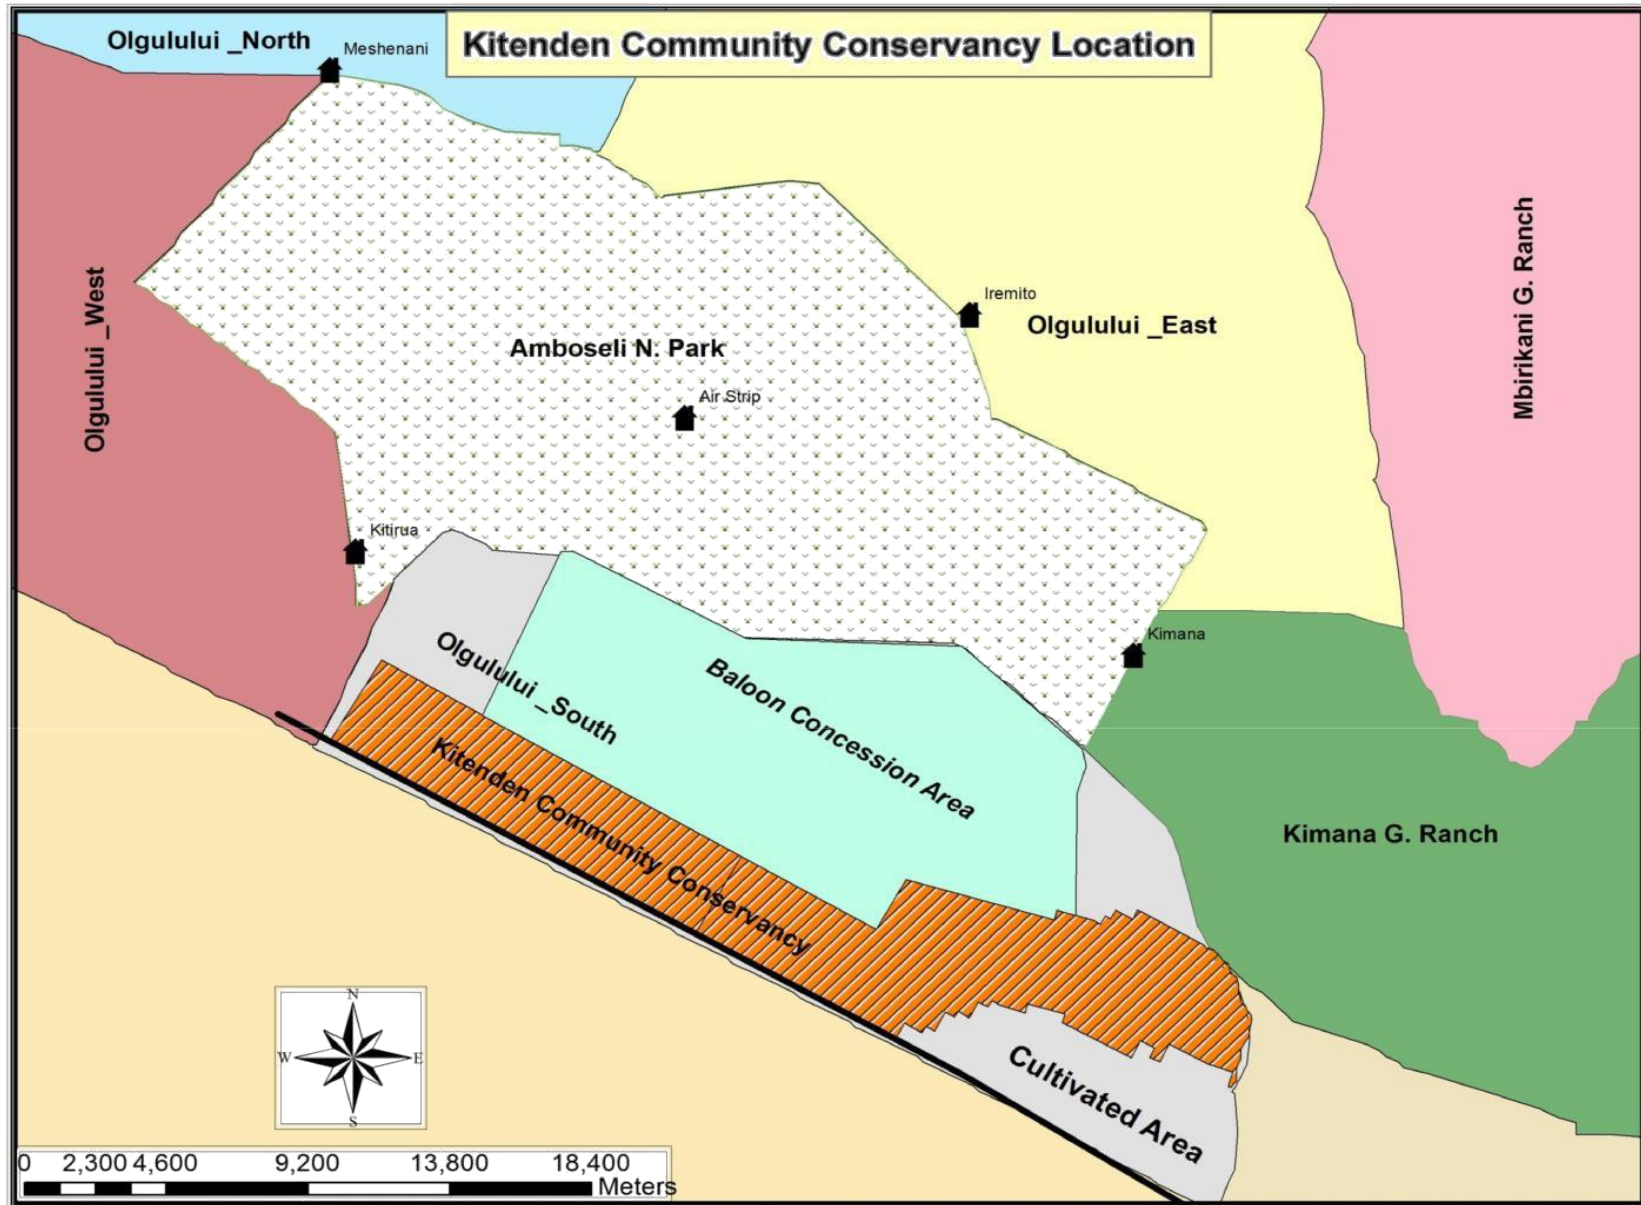 Kitenden Community Conservancy Location
Olgulului _North
Meshenani
Olgulului _West
Mbirikani G. Ranch
Iremito
Olgulului _East
Amboseli N. Park
Air Strip
Kitirua
Kimana
Olgulului _South
Baloon Concession Area
Kitenden Community Conservancy
Kimana G. Ranch
Cultivated Area
N
W
E
S
0 2,300 4,600 9,200 13,800 18,400
Meters